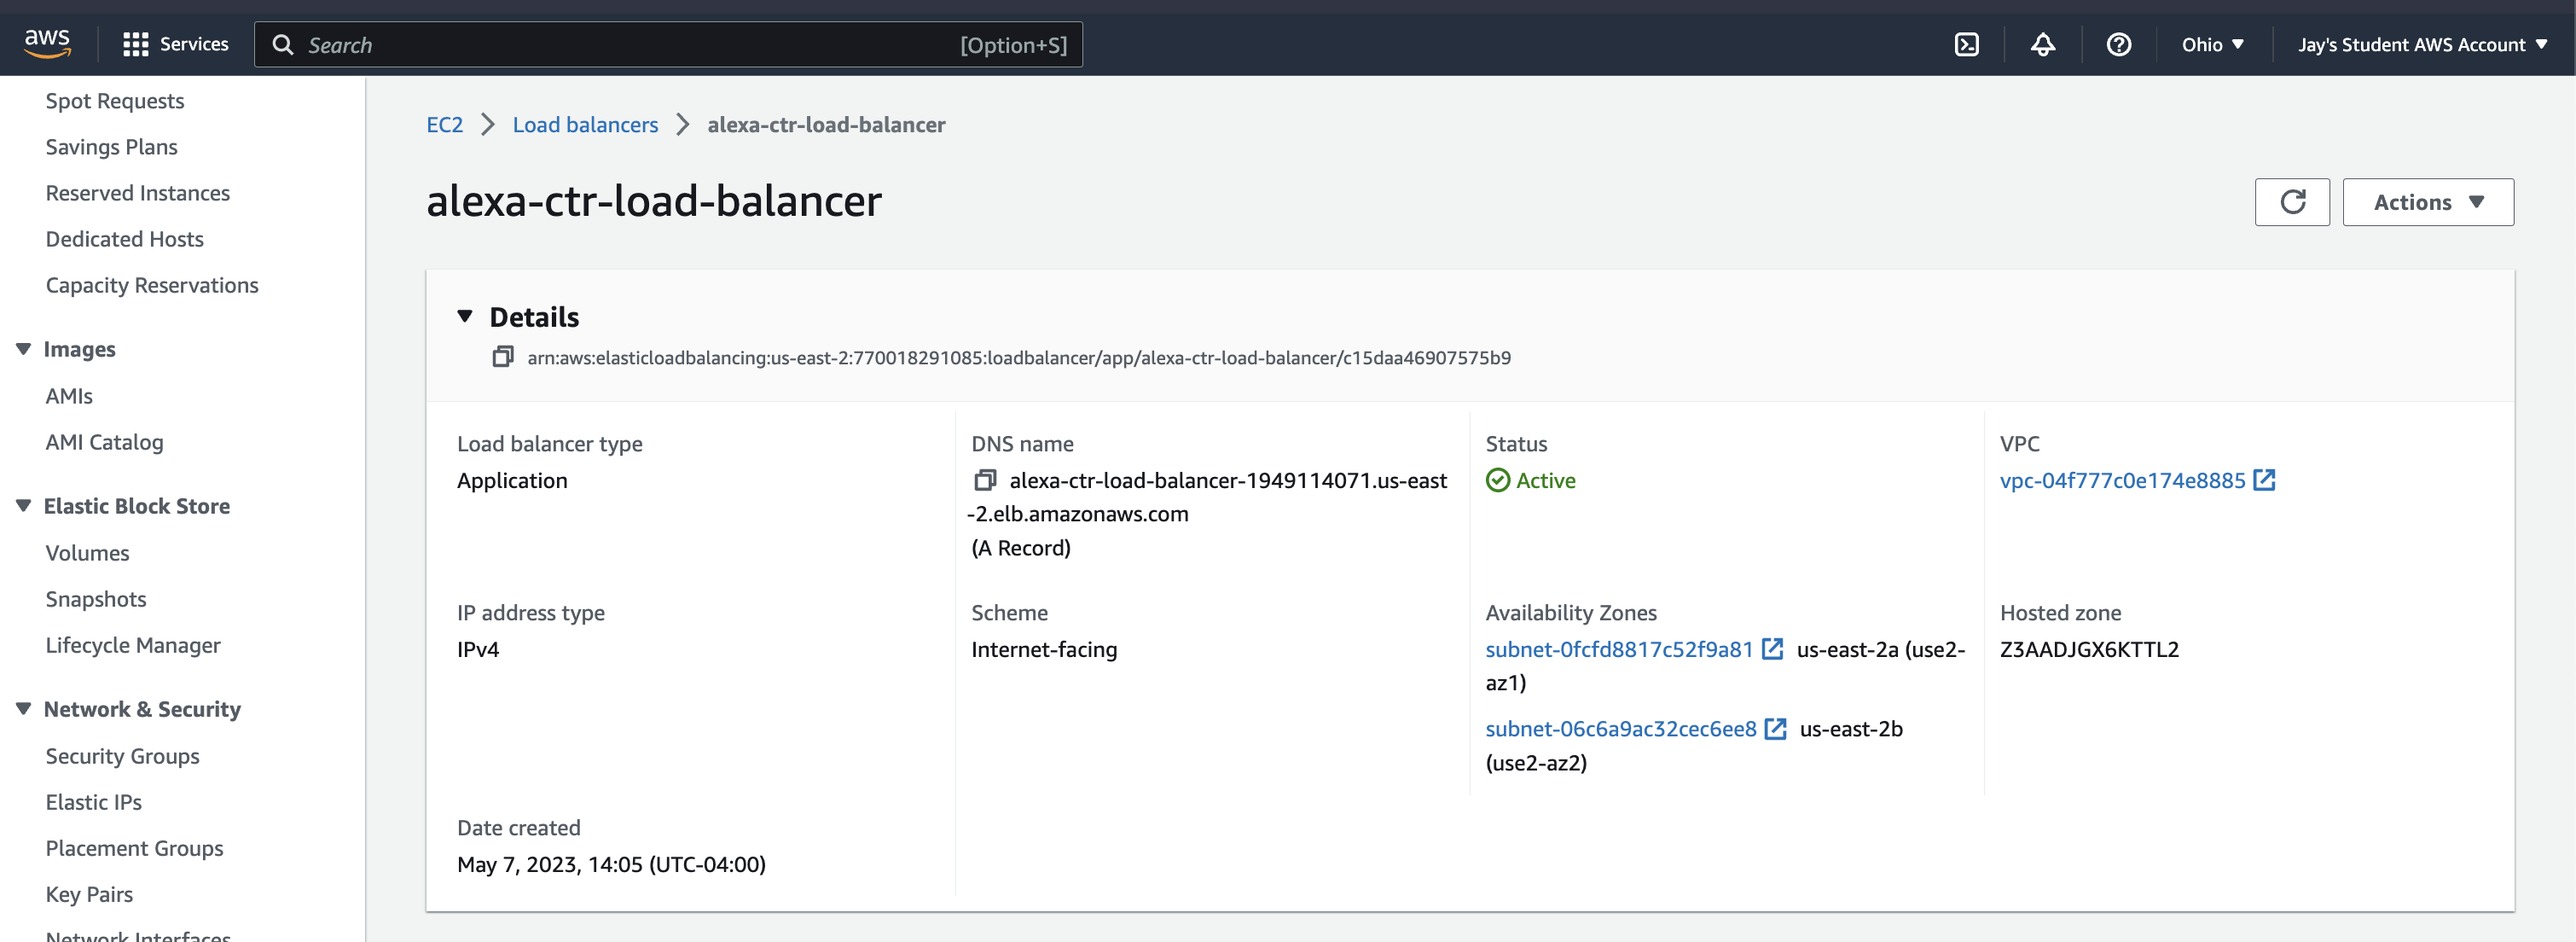 aws
Services
Search
[Option+S]
Ohio
Jay's Student AWS Account
Spot Requests
Savings Plans
Reserved Instances
Dedicated Hosts
Capacity Reservations
Images
AMIs
AMI Catalog
Elastic Block Store
Volumes
Snapshots
Lifecycle Manager
Network & Security
Security Groups
Elastic IPs
Placement Groups
Key Pairs
Network Interfaces
EC2 > Load balancers > alexa-ctr-load-balancer
alexa-ctr-load-balancer
Actions
Details
arn:aws:elasticloadbalancing:us-east-2:770018291085:loadbalancer/app/alexa-ctr-load-balancer/c15daa46907575b9
Load balancer type
Application
DNS name
alexa-ctr-load-balancer-1949114071.us-east
-2.elb.amazonaws.com
(A Record)
Status
Active
VPC
vpc-04f777c0e174e8885
IP address type
IPv4
Scheme
Internet-facing
Availability Zones
subnet-0fcfd8817c52f9a81 us-east-2a (use2-
az1)
subnet-06c6a9ac32cec6ee8 us-east-2b
(use2-az2)
Hosted zone
Z3AADJGX6KTTL2
Date created
May 7, 2023, 14:05 (UTC-04:00)